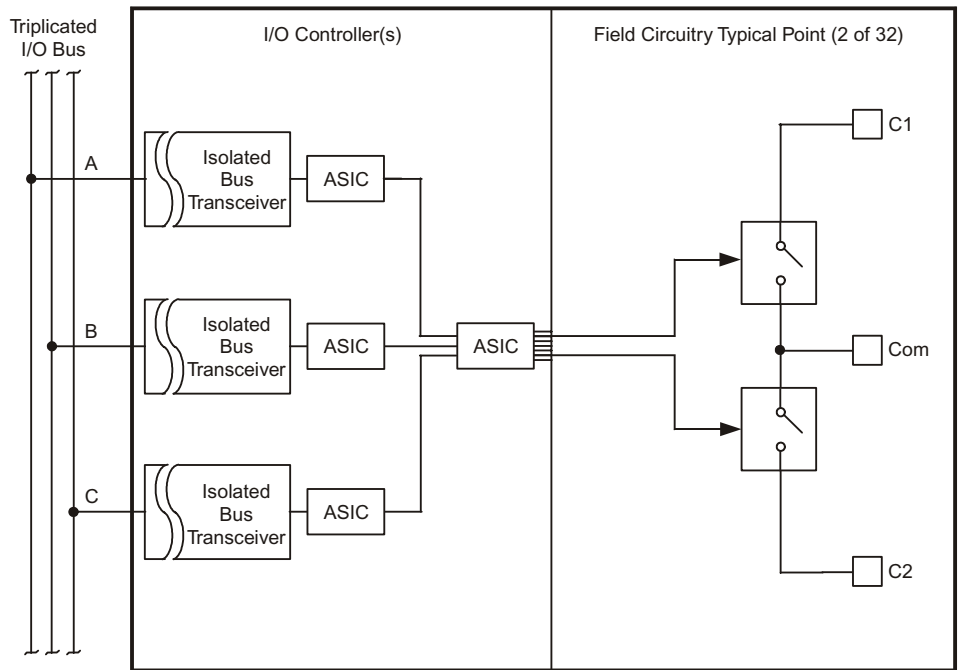 Triplicated
I/O Bus
I/O Controller(s)
Field Circuitry Typical Point (2 of 32)
C1
A
Isolated
Bus
Transceiver
ASIC
B
Isolated
Bus
Transceiver
ASIC
ASIC
Com
C
Isolated
Bus
Transceiver
ASIC
C2